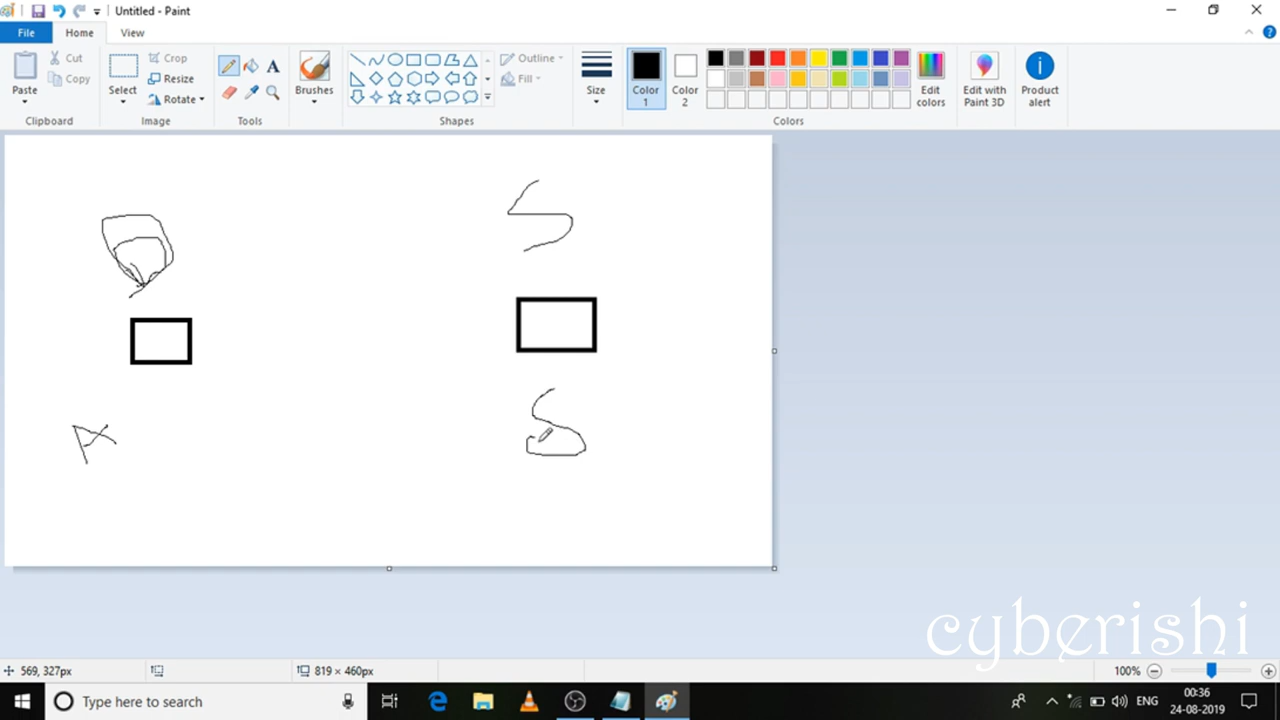 Untitled - Paint
File Home View
Paste
Cut
Copy
Clipboard
Select
Crop
Resize
Rotate
Image
Tools
Brushes
Shapes
Outline
Fill
Size
Color 1
Color 2
Edit colors
Colors
Edit with Paint 3D
Product alert
S
S
cyberishi
569, 327px
819 × 460px
100%
Type here to search
ENG
00:36
24-08-2019